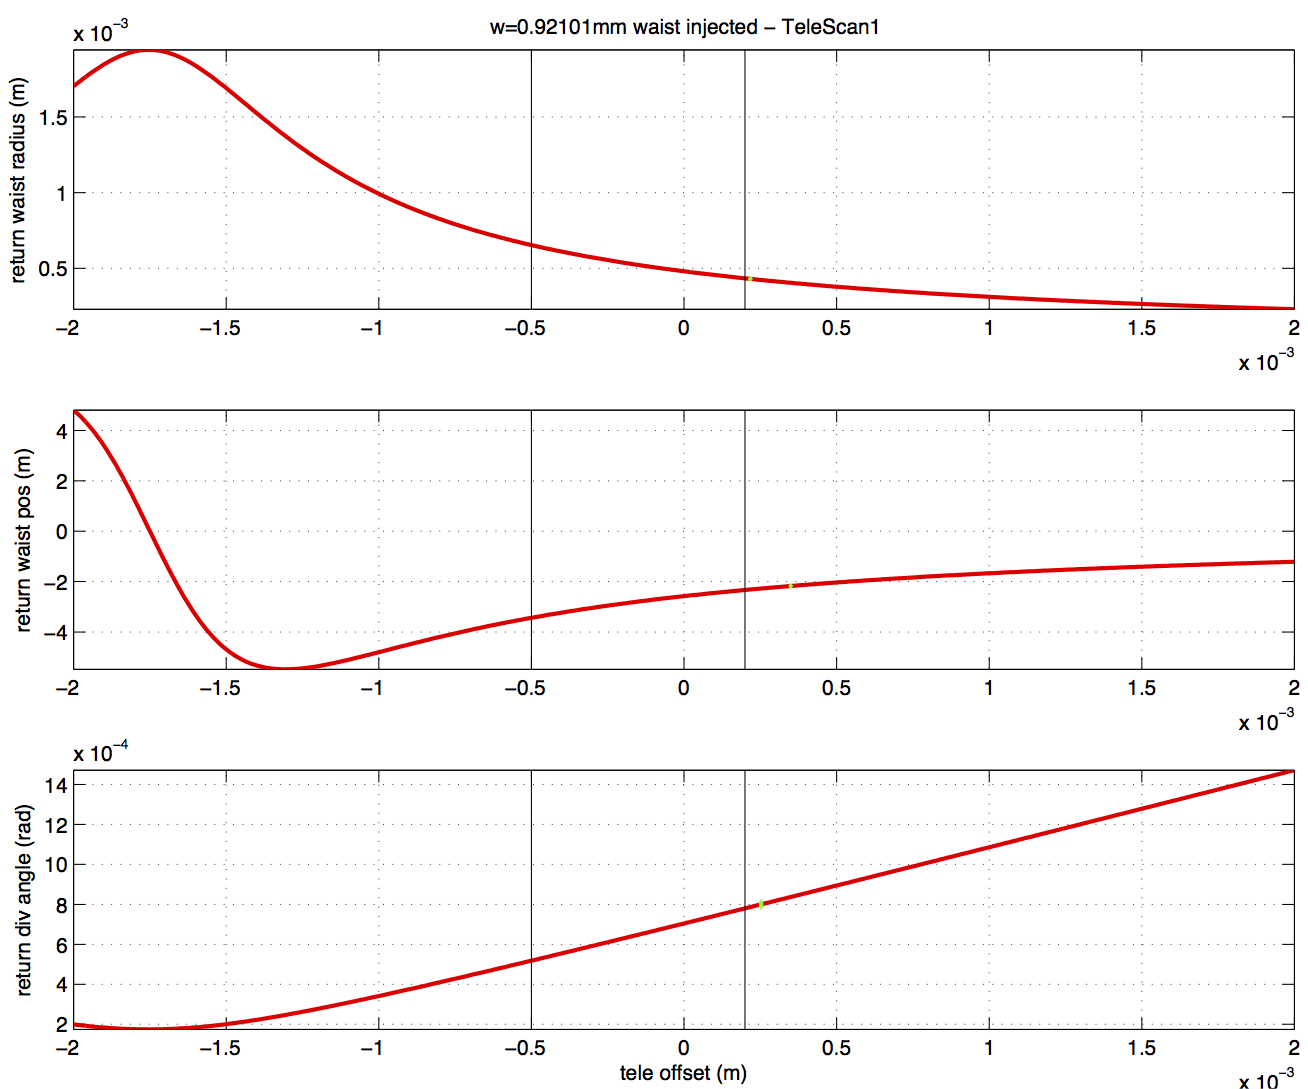 w=0.92101mm waist injected − TeleScan1
x 10−3
return waist radius (m)
1.5
1
0.5
−2 −1.5 −1 −0.5 0 0.5 1 1.5 2
x 10−3
return waist pos (m)
4
2
0
−2
−4
−2 −1.5 −1 −0.5 0 0.5 1 1.5 2
x 10−3
x 10−4
return div angle (rad)
14
12
10
8
6
4
2
−2 −1.5 −1 −0.5 0 0.5 1 1.5 2
tele offset (m)
x 10−3